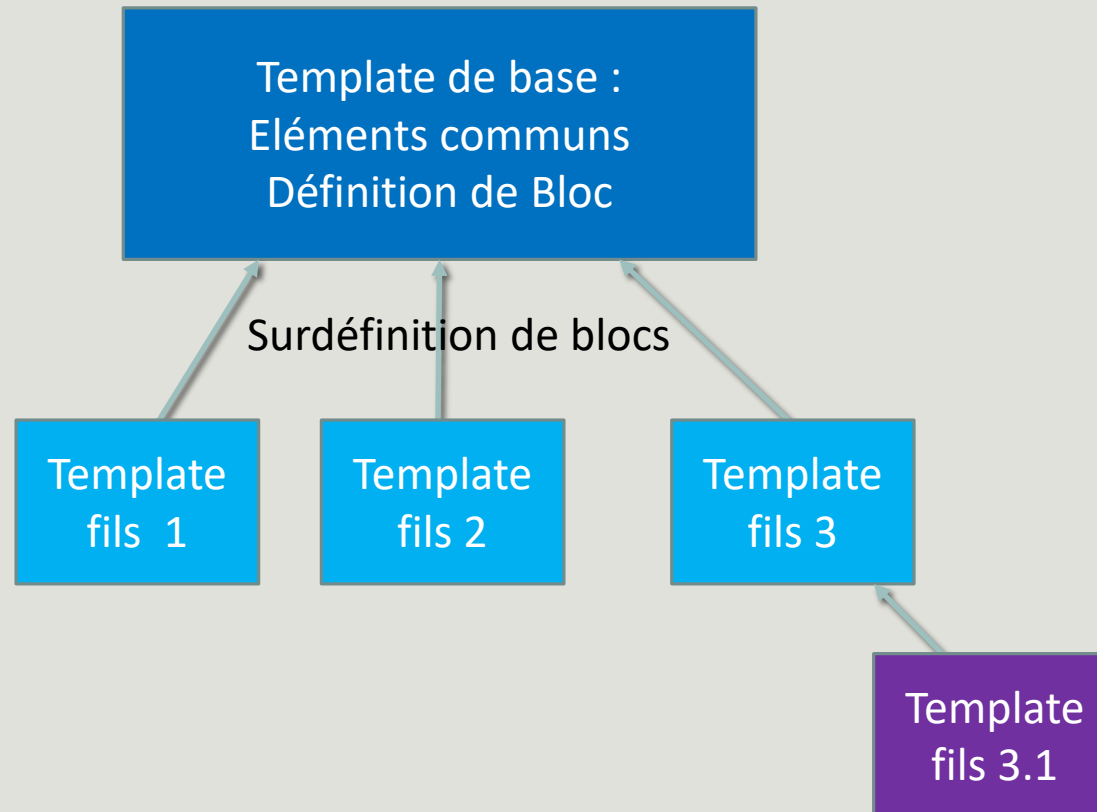 Template de base :
Eléments communs
Définition de Bloc
Surdéfinition de blocs
Template
fils 1
Template
fils 2
Template
fils 3
Template
fils 3.1